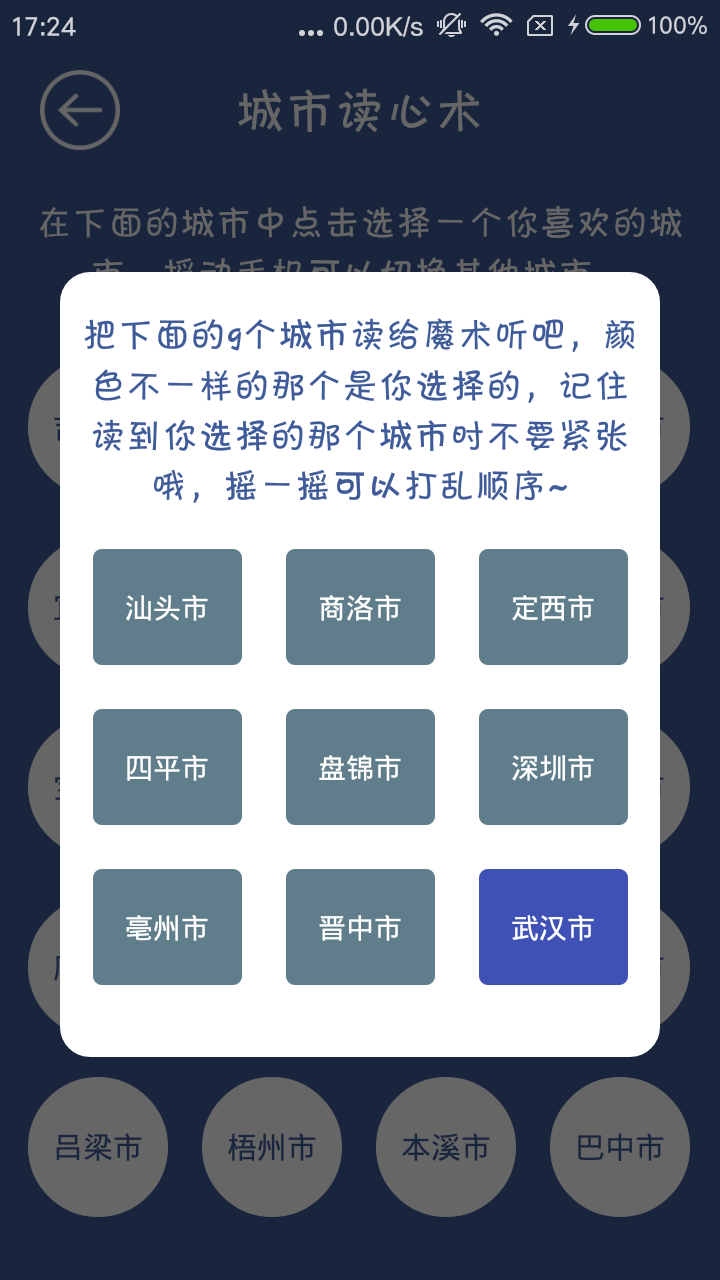 17:24
... 0.00K/s
100%
城市读心术
在下面的城市中点击选择一个你喜欢的城
市，摇动手机可以切换其他城市
把下面的9个城市读给魔术听吧，颜
色不一样的那个是你选择的，记住
读到你选择的那个城市时不要紧张
哦，摇一摇可以打乱顺序~
汕头市
商洛市
定西市
四平市
盘锦市
深圳市
亳州市
晋中市
武汉市
吕梁市
梧州市
本溪市
巴中市